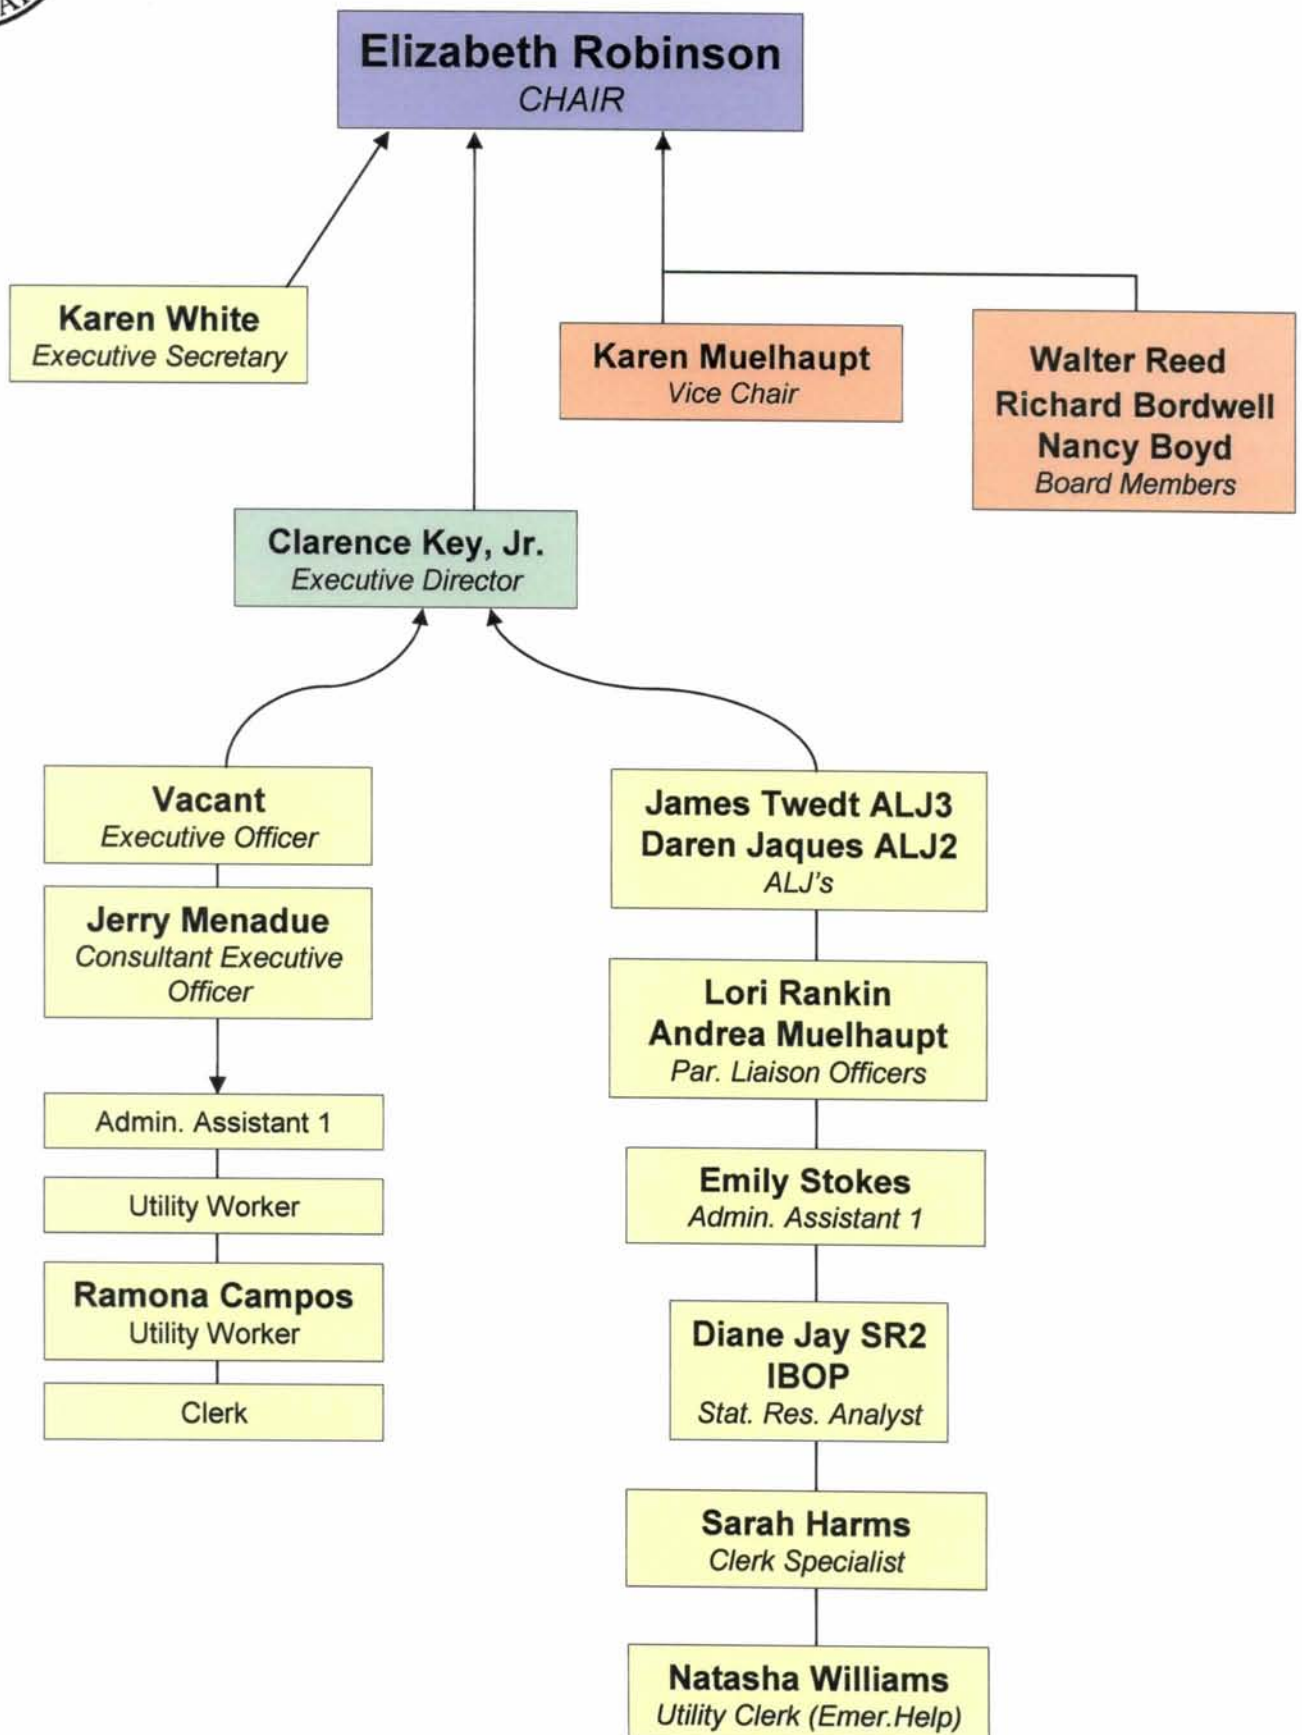 Elizabeth Robinson
CHAIR
Karen White
Executive Secretary
Karen Muelhaupt
Vice Chair
Walter Reed
Richard Bordwell
Nancy Boyd
Board Members
Clarence Key, Jr.
Executive Director
Vacant
Executive Officer
Jerry Menadue
Consultant Executive
Officer
Admin. Assistant 1
Utility Worker
Ramona Campos
Utility Worker
Clerk
James Twedt ALJ3
Daren Jaques ALJ2
ALJ's
Lori Rankin
Andrea Muelhaupt
Par. Liaison Officers
Emily Stokes
Admin. Assistant 1
Diane Jay SR2
IBOP
Stat. Res. Analyst
Sarah Harms
Clerk Specialist
Natasha Williams
Utility Clerk (Emer.Help)